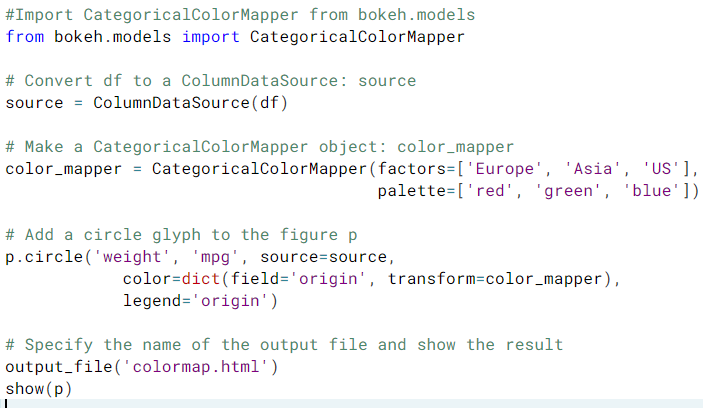 #Import CategoricalColorMapper from bokeh.models
from bokeh.models import CategoricalColorMapper

# Convert df to a ColumnDataSource: source
source = ColumnDataSource(df)

# Make a CategoricalColorMapper object: color_mapper
color_mapper = CategoricalColorMapper(factors=['Europe', 'Asia', 'US'],
                                      palette=['red', 'green', 'blue'])

# Add a circle glyph to the figure p
p.circle('weight', 'mpg', source=source,
            color=dict(field='origin', transform=color_mapper),
            legend='origin')

# Specify the name of the output file and show the result
output_file('colormap.html')
show(p)